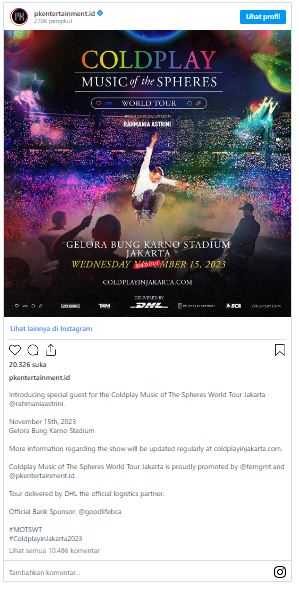 pkentertainment.id
270k pengikut
Lihat profil
COLDPLAY
MUSIC of the SPHERES
WORLD TOUR
RAHMANIA ASTRINI
GELORA BUNG KARNO STADIUM
JAKARTA
WEDNESDAY 15, 2023
COLDPLAYINJAKARTA.COM
DELIVERED BY
DHL
PK ENTERTAINMENT
BCA
Lihat lainnya di Instagram
20.326 suka
pkentertainment.id
Introducing special guest for the Coldplay Music of The Spheres World Tour Jakarta -
@rahmaniaastrini.
November 15th, 2023
Gelora Bung Karno Stadium
More information regarding the show will be updated regularly at coldplayinjakarta.com.
Coldplay Music of The Spheres World Tour Jakarta is proudly promoted by @temgmt and
@pkentertainment.id.
Tour delivered by DHL the official logistics partner.
Official Bank Sponsor: @goodlifebca
#MOTSWT
#ColdplayinJakarta2023
Lihat semua 10.486 komentar
Tambahkan komentar...